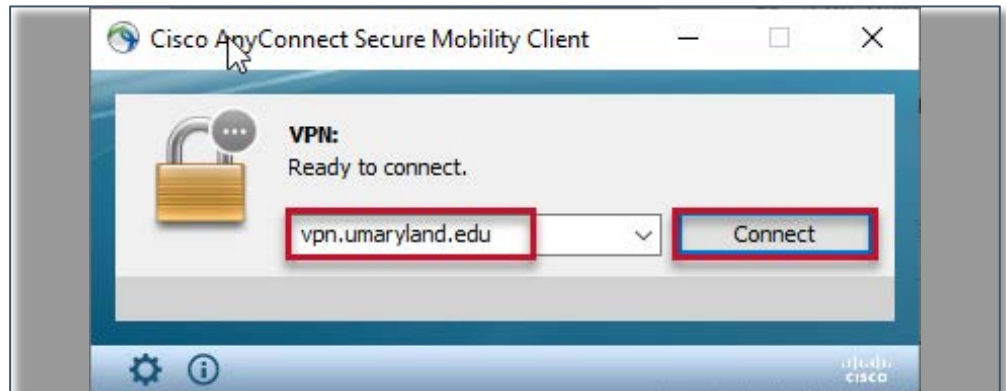 Cisco AnyConnect Secure Mobility Client
VPN:
Ready to connect.
vpn.umaryland.edu
Connect
cisco